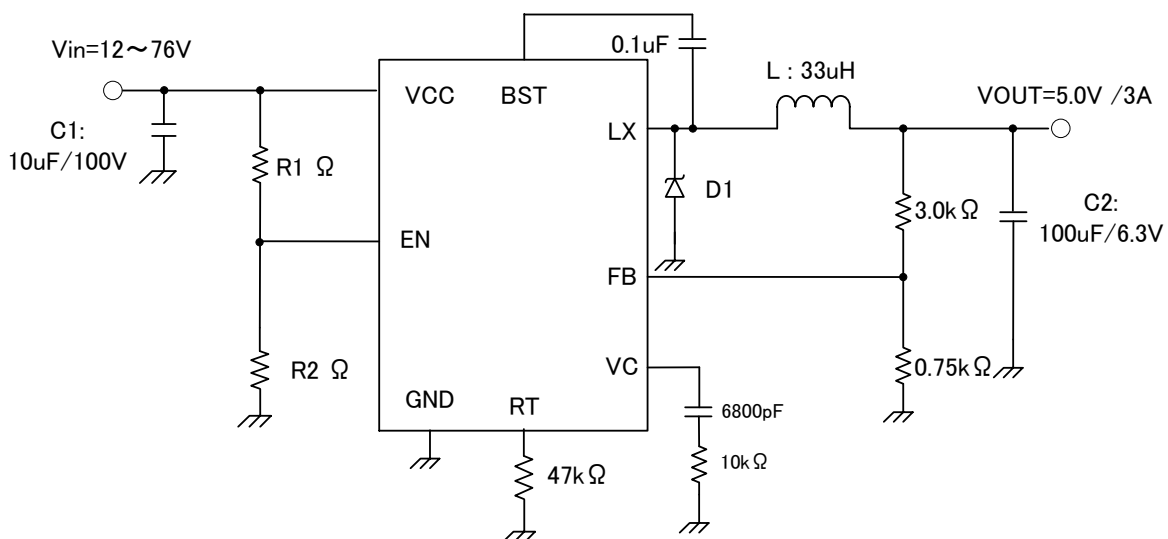 Vin=12～76V
0.1uF
L : 33uH
VOUT=5.0V /3A
VCC
BST
LX
C1:
10uF/100V
R1 Ω
D1
3.0kΩ
C2:
100uF/6.3V
EN
FB
R2 Ω
VC
0.75kΩ
GND
RT
6800pF
47kΩ
10kΩ